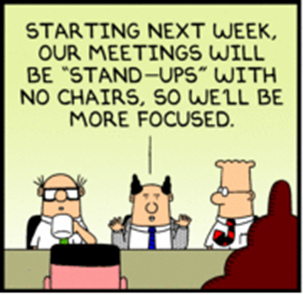 STARTING NEXT WEEK,
OUR MEETINGS WILL
BE “STAND–UPS” WITH
NO CHAIRS, SO WE'LL BE
MORE FOCUSED.